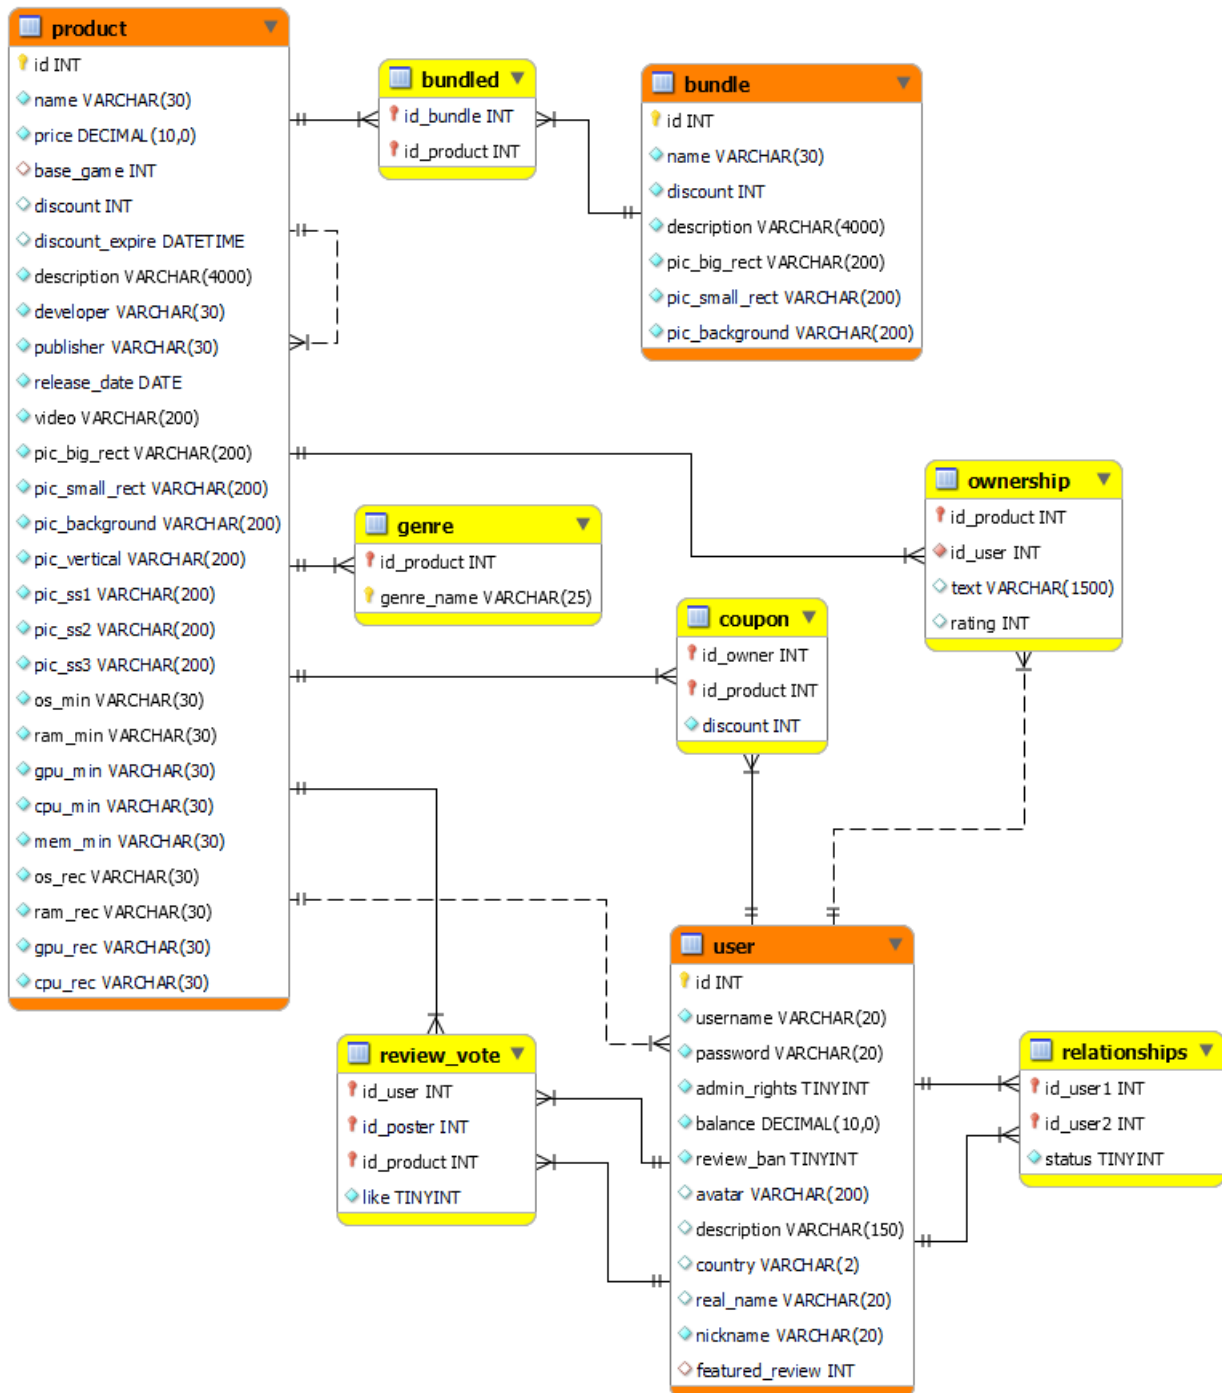 product
id INT
name VARCHAR(30)
price DECIMAL(10,0)
base_game INT
discount INT
discount_expire DATETIME
description VARCHAR(4000)
developer VARCHAR(30)
publisher VARCHAR(30)
release_date DATE
video VARCHAR(200)
pic_big_rect VARCHAR(200)
pic_small_rect VARCHAR(200)
pic_background VARCHAR(200)
pic_vertical VARCHAR(200)
pic_ss1 VARCHAR(200)
pic_ss2 VARCHAR(200)
pic_ss3 VARCHAR(200)
os_min VARCHAR(30)
ram_min VARCHAR(30)
gpu_min VARCHAR(30)
cpu_min VARCHAR(30)
mem_min VARCHAR(30)
os_rec VARCHAR(30)
ram_rec VARCHAR(30)
gpu_rec VARCHAR(30)
cpu_rec VARCHAR(30)
bundled
id_bundle INT
id_product INT
bundle
id INT
name VARCHAR(30)
discount INT
description VARCHAR(4000)
pic_big_rect VARCHAR(200)
pic_small_rect VARCHAR(200)
pic_background VARCHAR(200)
genre
id_product INT
genre_name VARCHAR(25)
ownership
id_product INT
id_user INT
text VARCHAR(1500)
rating INT
coupon
id_owner INT
id_product INT
discount INT
user
id INT
username VARCHAR(20)
password VARCHAR(20)
admin_rights TINYINT
balance DECIMAL(10,0)
review_ban TINYINT
avatar VARCHAR(200)
description VARCHAR(150)
country VARCHAR(2)
real_name VARCHAR(20)
nickname VARCHAR(20)
featured_review INT
review_vote
id_user INT
id_poster INT
id_product INT
like TINYINT
relationships
id_user1 INT
id_user2 INT
status TINYINT